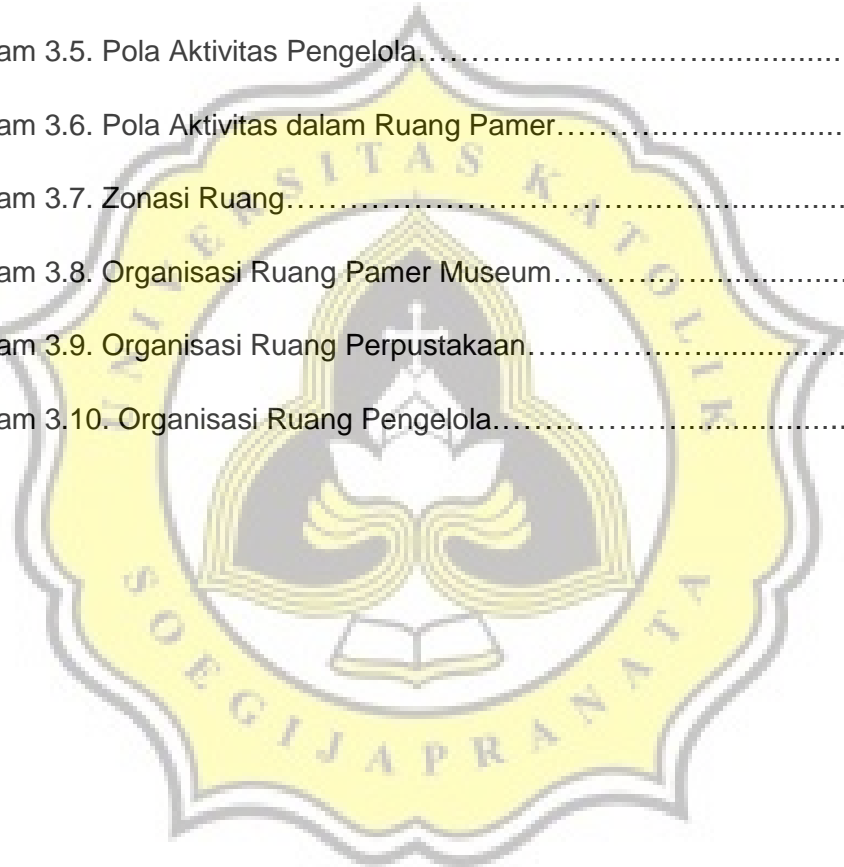 am 3.5. Pola Aktivitas Pengelola……………………………..................
am 3.6. Pola Aktivitas dalam Ruang Pamer…………………..................
am 3.7. Zonasi Ruang……………………………………..…..................
am 3.8. Organisasi Ruang Pamer Museum…………………..................
am 3.9. Organisasi Ruang Perpustakaan……………………..................
am 3.10. Organisasi Ruang Pengelola………………………..................
UNIVERSITAS KATOLIK
SOEGIJAPRANATA